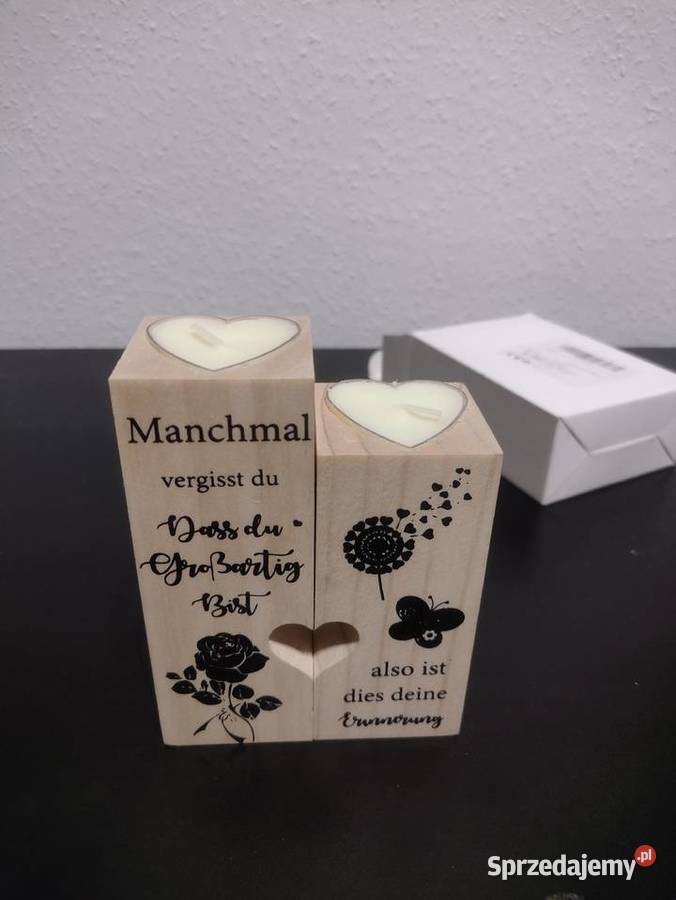 Manchmal
vergisst du
Dass du
Großartig
Bist
also ist
dies deine
Erinnerung
Sprzedajemy.pl